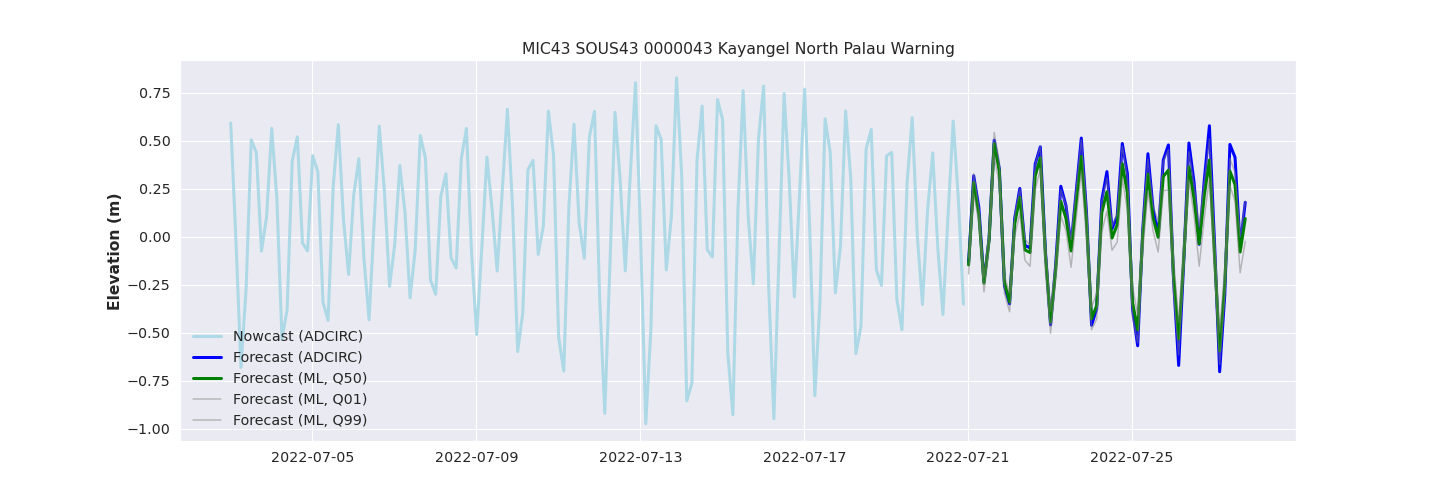 MIC43 SOUS43 0000043 Kayangel North Palau Warning
Elevation (m)
0.75
0.50
0.25
0.00
−0.25
−0.50
−0.75
−1.00
Nowcast (ADCIRC)
Forecast (ADCIRC)
Forecast (ML, Q50)
Forecast (ML, Q01)
Forecast (ML, Q99)
2022-07-05 2022-07-09 2022-07-13 2022-07-17 2022-07-21 2022-07-25